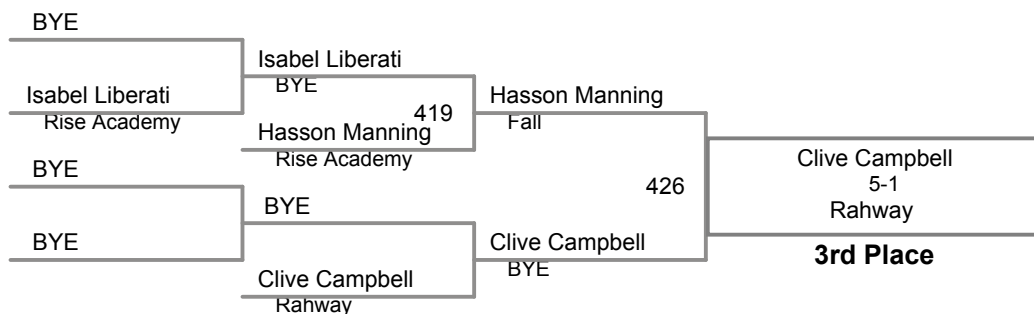 BYE
Isabel Liberati
Rise Academy
BYE
BYE
Isabel Liberati
BYE
419
Hasson Manning
Rise Academy
BYE
Clive Campbell
Rahway
Hasson Manning
Fall
426
Clive Campbell
BYE
Clive Campbell
5-1
Rahway
3rd Place